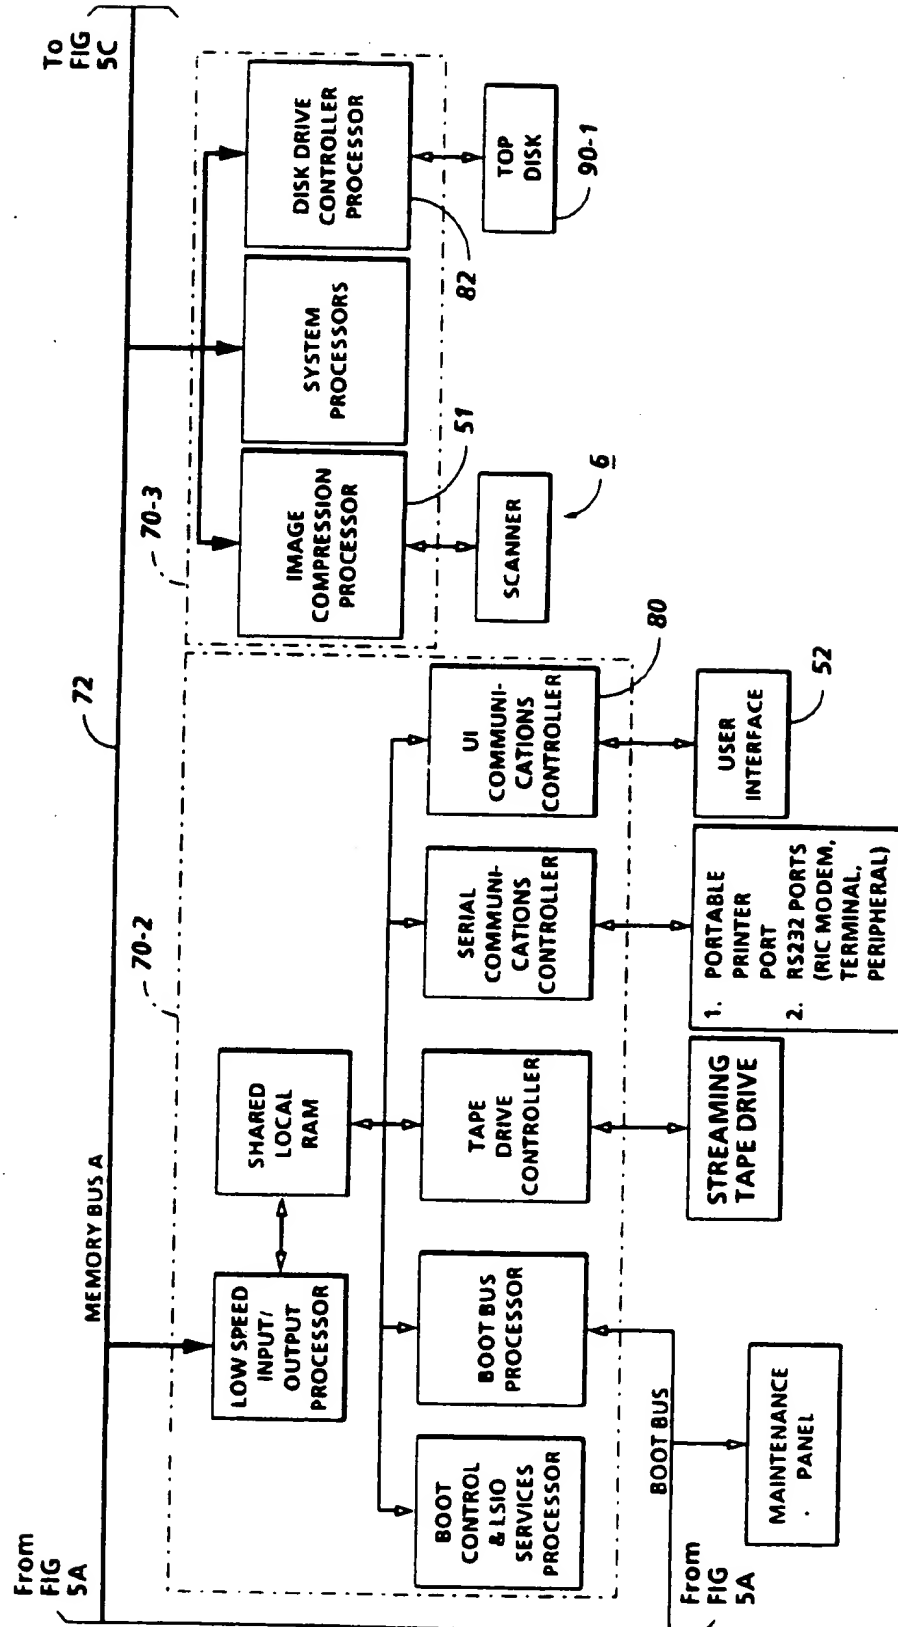 From
FIG
5A
MEMORY BUS A
72
To
FIG
5C
70-2
70-3
LOW SPEED
INPUT/
OUTPUT
PROCESSOR
SHARED
LOCAL
RAM
IMAGE
COMPRESSION
PROCESSOR
51
SYSTEM
PROCESSORS
DISK DRIVE
CONTROLLER
PROCESSOR
82
SCANNER
6
TOP
DISK
90-1
BOOT
CONTROL
& LSIO
SERVICES
PROCESSOR
BOOT BUS
PROCESSOR
TAPE
DRIVE
CONTROLLER
SERIAL
COMMUNI-
CATIONS
CONTROLLER
UI
COMMUNI-
CATIONS
CONTROLLER
80
BOOT BUS
From
FIG
5A
MAINTENANCE
PANEL
STREAMING
TAPE DRIVE
1. PORTABLE
PRINTER
PORT
2. RS232 PORTS
(RIC MODEM,
TERMINAL,
PERIPHERAL)
USER
INTERFACE
52